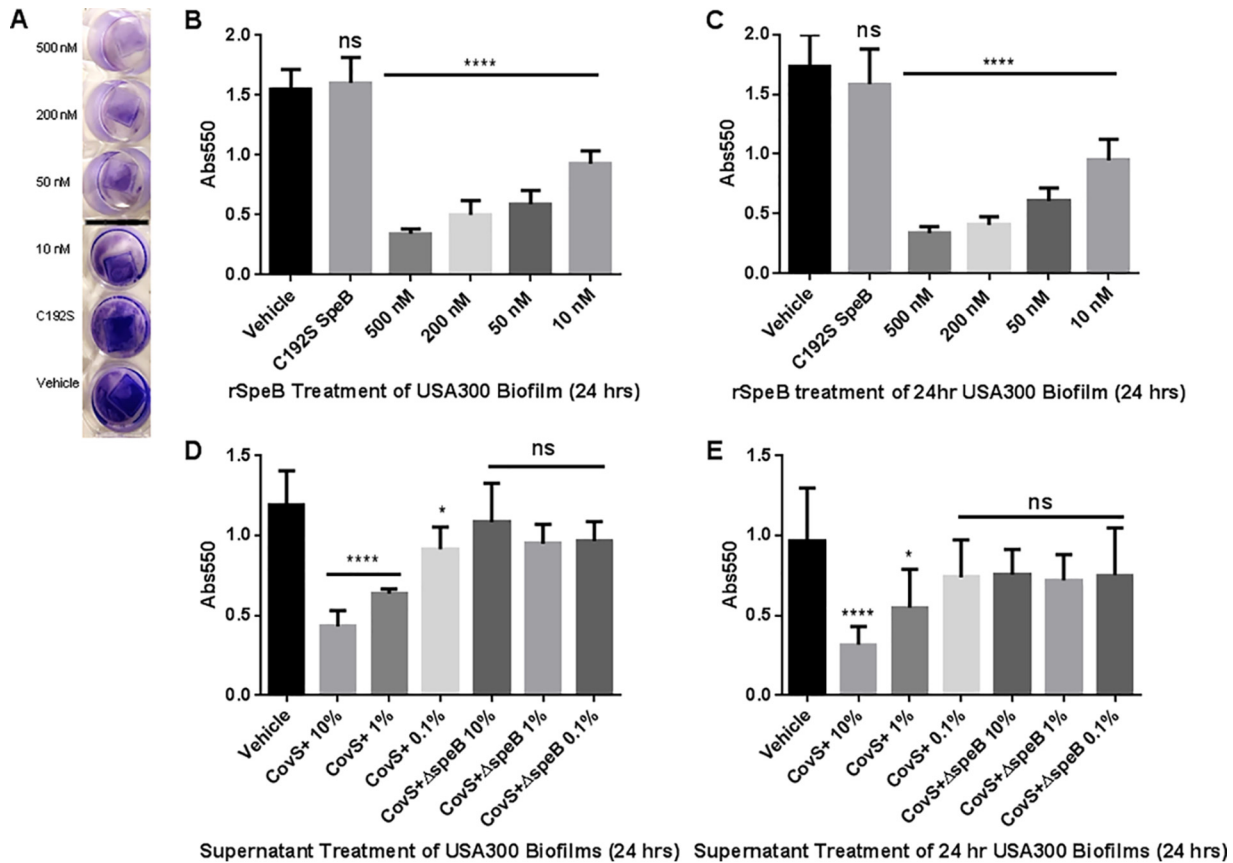 A
500 nM
200 nM
50 nM
10 nM
C192S
Vehicle
B
2.0
1.5
1.0
0.5
0.0
Abs550
ns
****
Vehicle
C192S SpeB
500 nM
200 nM
50 nM
10 nM
rSpeB Treatment of USA300 Biofilm (24 hrs)
C
2.0
1.5
1.0
0.5
0.0
Abs550
ns
****
Vehicle
C192S SpeB
500 nM
200 nM
50 nM
10 nM
rSpeB treatment of 24hr USA300 Biofilm (24 hrs)
D
1.5
1.0
0.5
0.0
Abs550
****
*
ns
Vehicle
CovS+ 10%
CovS+ 1%
CovS+ 0.1%
CovS+ΔspeB 10%
CovS+ΔspeB 1%
CovS+ΔspeB 0.1%
Supernatant Treatment of USA300 Biofilms (24 hrs)
E
1.5
1.0
0.5
0.0
Abs550
****
*
ns
Vehicle
CovS+ 10%
CovS+ 1%
CovS+ 0.1%
CovS+ΔspeB 10%
CovS+ΔspeB 1%
CovS+ΔspeB 0.1%
Supernatant Treatment of 24 hr USA300 Biofilms (24 hrs)